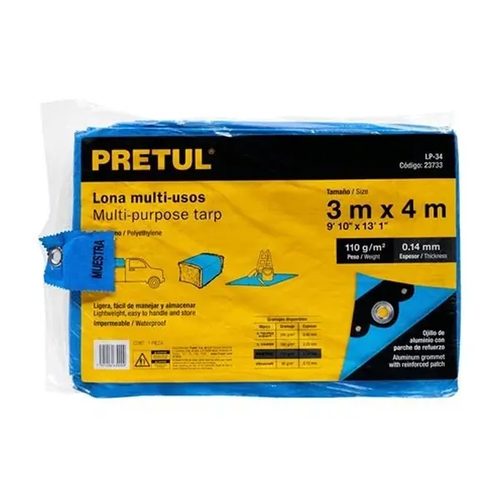 PRETUL®
Lona multi-usos
Multi-purpose tarp
/ Polyethylene
MUESTRA
Ligera, fácil de manejar y almacenar
Lightweight, easy to handle and store
Impermeable / Waterproof
CONT. 1 PIEZA
LP-34
Código: 23733
Tamaño / Size
3 m x 4 m
9' 10" x 13' 1"
110 g/m²
Peso / Weight
0.14 mm
Espesor / Thickness
Ojillo de
aluminio con
parche de refuerzo
Aluminum grommet
with reinforced patch